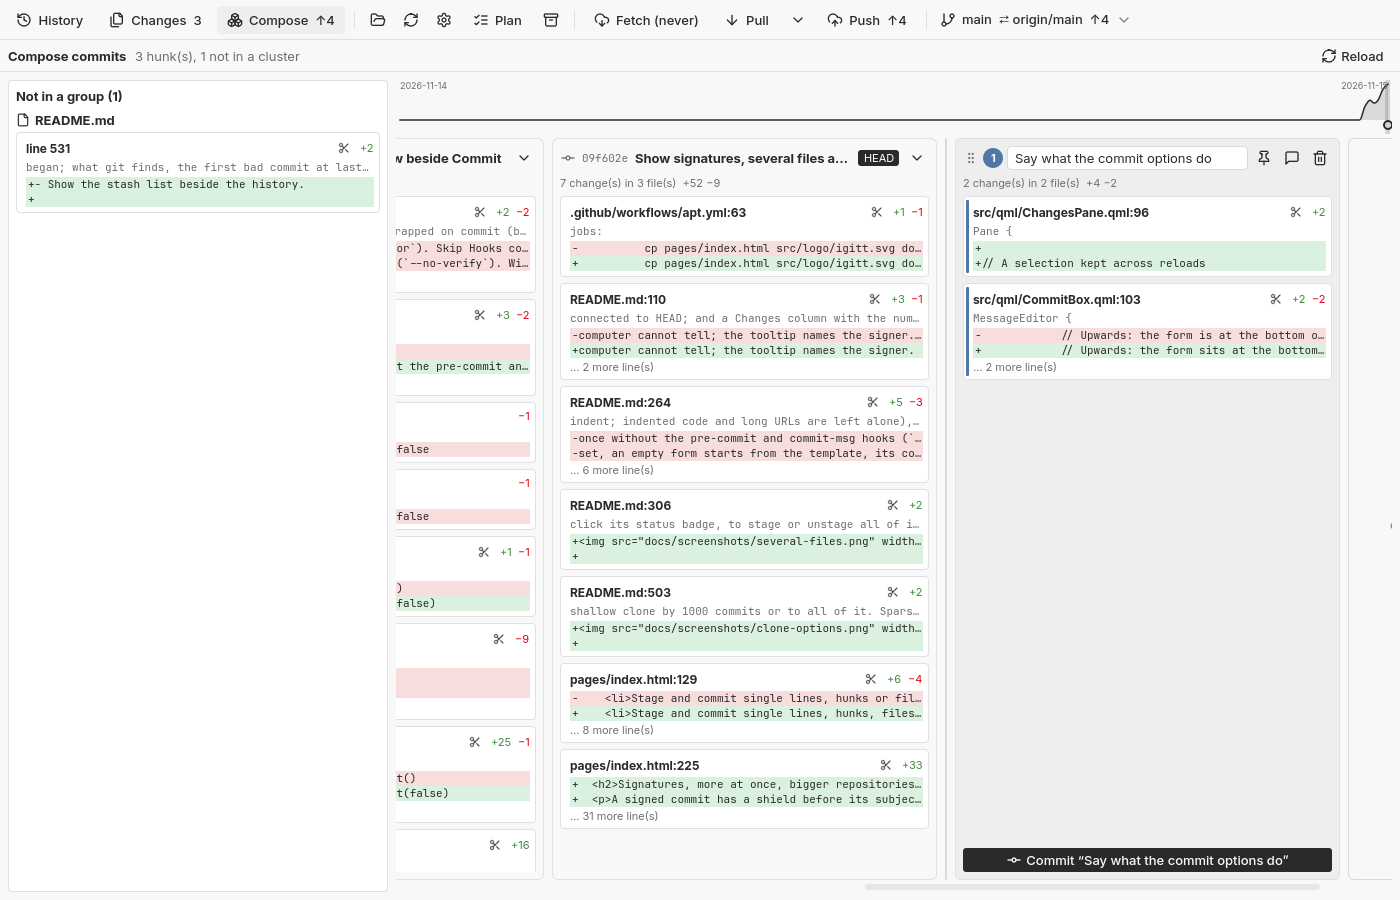 History Changes 3 Compose ↑4 Plan Fetch (never) Pull Push ↑4 main ⇄ origin/main ↑4
Compose commits 3 hunk(s), 1 not in a cluster Reload
Not in a group (1)
README.md
line 531 +2
began; what git finds, the first bad commit at last…
+- Show the stash list beside the history.
+
2026-11-14
w beside Commit
+2 −2
rapped on commit (b…
or`). Skip Hooks co…
(`--no-verify`). Wi…
+3 −2
t the pre-commit an…
−1
false
−1
false
+1 −1
)
false)
−9
+25 −1
t()
t(false)
+16
09f602e Show signatures, several files a… HEAD
7 change(s) in 3 file(s) +52 −9
.github/workflows/apt.yml:63 +1 −1
jobs:
- cp pages/index.html src/logo/igitt.svg do…
+ cp pages/index.html src/logo/igitt.svg do…
README.md:110 +3 −1
connected to HEAD; and a Changes column with the num…
-computer cannot tell; the tooltip names the signer.…
+computer cannot tell; the tooltip names the signer.
... 2 more line(s)
README.md:264 +5 −3
indent; indented code and long URLs are left alone),…
-once without the pre-commit and commit-msg hooks (`…
-set, an empty form starts from the template, its co…
... 6 more line(s)
README.md:306 +2
click its status badge, to stage or unstage all of i…
+<img src="docs/screenshots/several-files.png" width…
+
README.md:503 +2
shallow clone by 1000 commits or to all of it. Spars…
+<img src="docs/screenshots/clone-options.png" width…
+
pages/index.html:129 +6 −4
- <li>Stage and commit single lines, hunks or fil…
+ <li>Stage and commit single lines, hunks, files…
... 8 more line(s)
pages/index.html:225 +33
+ <h2>Signatures, more at once, bigger repositories…
+ <p>A signed commit has a shield before its subjec…
... 31 more line(s)
1 Say what the commit options do
2 change(s) in 2 file(s) +4 −2
src/qml/ChangesPane.qml:96 +2
Pane {
+
+// A selection kept across reloads
src/qml/CommitBox.qml:103 +2 −2
MessageEditor {
- // Upwards: the form is at the bottom o…
+ // Upwards: the form sits at the bottom…
... 2 more line(s)
Commit “Say what the commit options do”